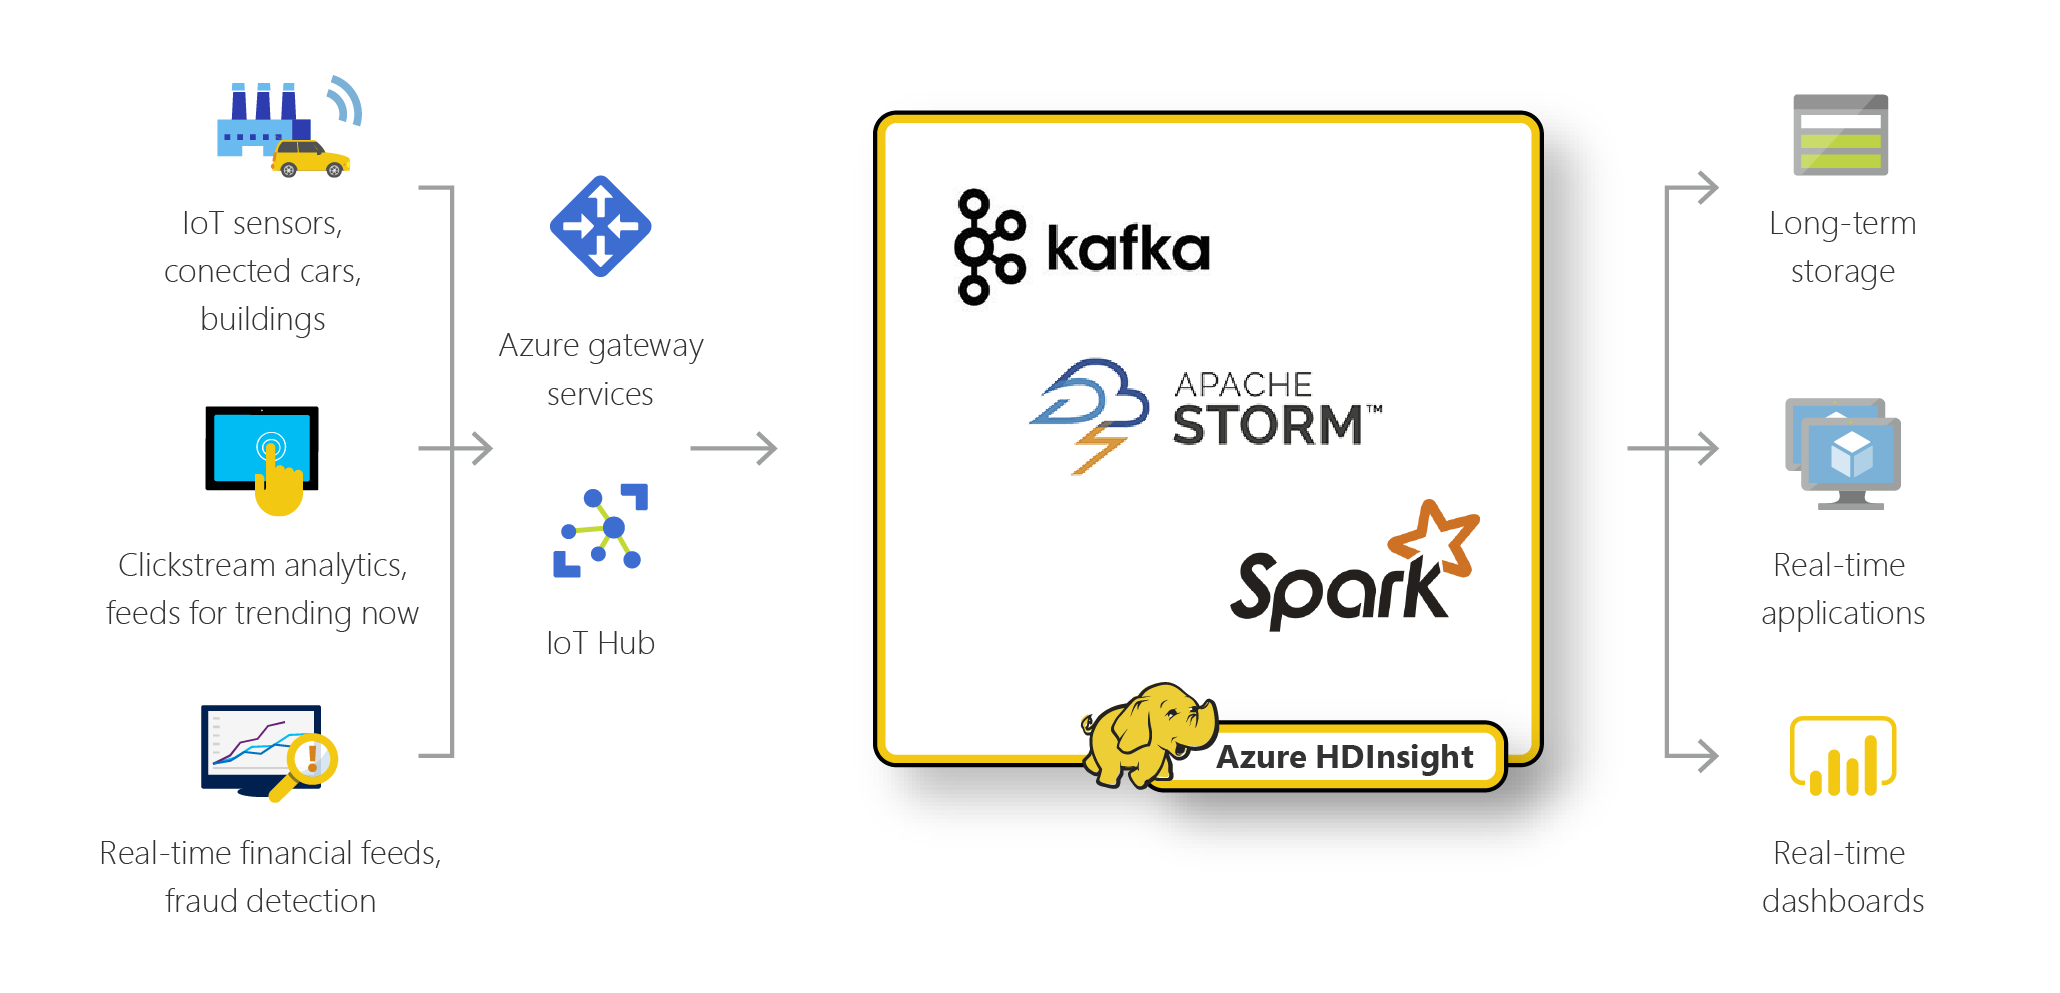 IoT sensors,
conected cars,
buildings
Clickstream analytics,
feeds for trending now
Real-time financial feeds,
fraud detection
Azure gateway
services
IoT Hub
kafka
APACHE
STORM™
Spark
Azure HDInsight
Long-term
storage
Real-time
applications
Real-time
dashboards